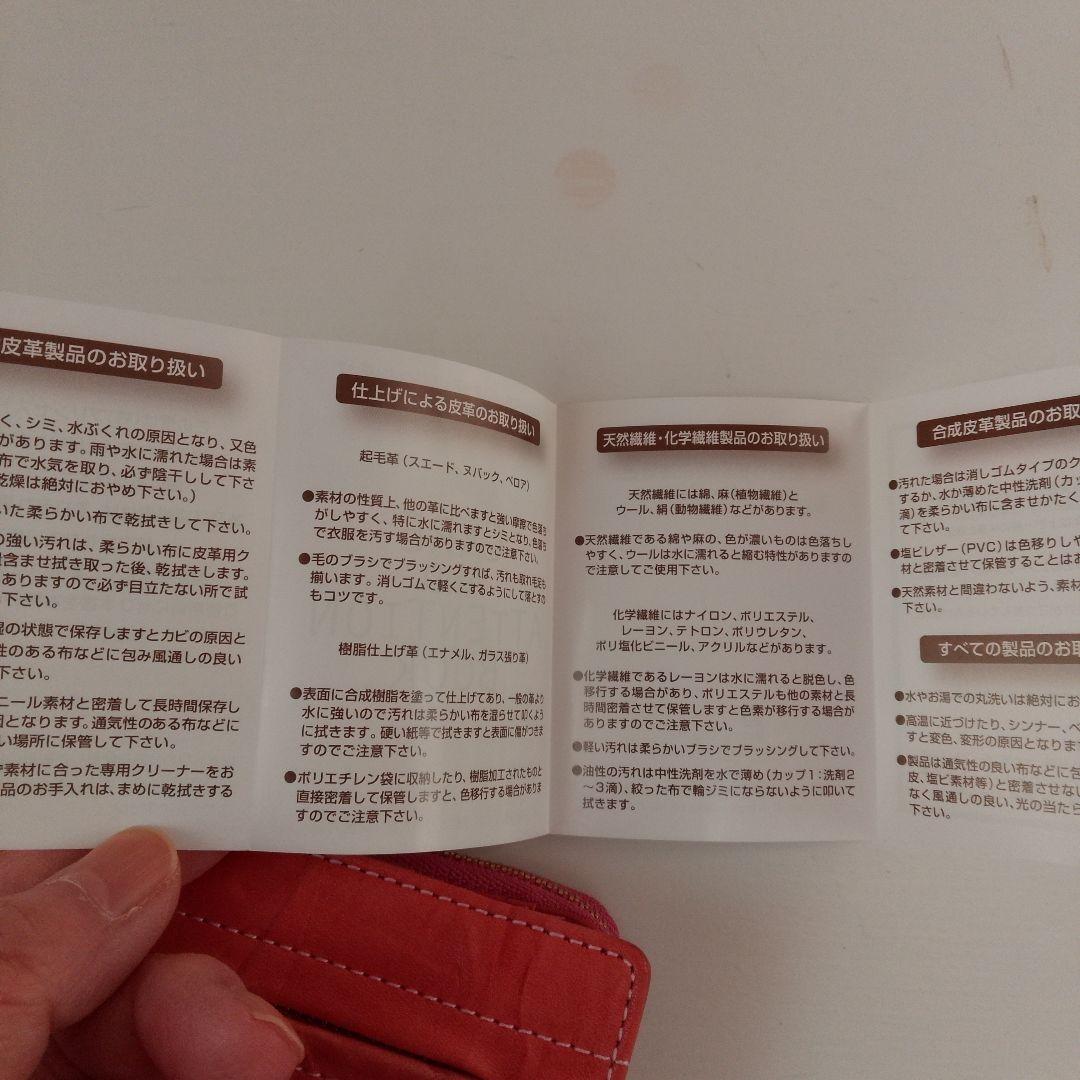 皮革製品のお取り扱い
く、シミ、水ぶくれの原因となり、又色
があります。雨や水に濡れた場合は素
布で水気を取り、必ず陰干しして下さ
乾燥は絶対におやめ下さい。)
いた柔らかい布で乾拭きして下さい。
の強い汚れは、柔らかい布に皮革用ク
量含ませ拭き取った後、乾拭きします。
ありますので必ず目立たない所で試
下さい。
湿の状態で保存しますとカビの原因と
性のある布などに包み風通しの良い
下さい。
ニール素材と密着して長時間保存し
因となります。通気性のある布などに
い場所に保管して下さい。
素材に合った専用クリーナーをお
品のお手入れは、まめに乾拭きする
仕上げによる皮革のお取り扱い
起毛革(スエード、ヌバック、ベロア)
●素材の性質上、他の革に比べますと強い摩擦で色落ち
がしやすく、特に水に濡れますとシミとなり、色落ち
で衣服を汚す場合がありますのでご注意下さい。
●毛のブラシでブラッシングすれば、汚れも取れ毛足も
揃います。消しゴムで軽くこするようにして落とすの
もコツです。
樹脂仕上げ革(エナメル、ガラス張り革)
●表面に合成樹脂を塗って仕上げてあり、一般の革より
水に強いので汚れは柔らかい布を湿らせて叩くよう
に拭きます。硬い紙等で拭きますと表面に傷がつきま
すのでご注意下さい。
●ポリエチレン袋に収納したり、樹脂加工されたものと
直接密着して保管しますと、色移行する場合がありま
すのでご注意下さい。
天然繊維・化学繊維製品のお取り扱い
天然繊維には綿、麻(植物繊維)と
ウール、絹(動物繊維)などがあります。
●天然繊維である綿や麻の、色が濃いものは色落ちし
やすく、ウールは水に濡れると縮む特性がありますの
で注意してご使用下さい。
化学繊維にはナイロン、ポリエステル、
レーヨン、テトロン、ポリウレタン、
ポリ塩化ビニール、アクリルなどがあります。
●化学繊維であるレーヨンは水に濡れると脱色し、色
移行する場合があり、ポリエステルも他の素材と長
時間密着させて保管しますと色素が移行する場合が
ありますのでご注意下さい。
●軽い汚れは柔らかいブラシでブラッシングして下さい。
●油性の汚れは中性洗剤を水で薄め(カップ1:洗剤2
〜3滴)、絞った布で輪ジミにならないように叩いて
拭きます。
合成皮革製品のお取
●汚れた場合は消しゴムタイプのク
するか、水か薄めた中性洗剤(カッ
滴)を柔らかい布に含ませかたく
て下さい。
●塩ビレザー(PVC)は色移りしや
材と密着させて保管することはお
●天然素材と間違わないよう、素材
下さい。
すべての製品のお取
●水やお湯での丸洗いは絶対にお
●高温に近づけたり、シンナー、ベ
すと変色、変形の原因となりま
●製品は通気性の良い布などに包
皮、塩ビ素材等)と密着させない
なく風通しの良い、光の当たら
下さい。